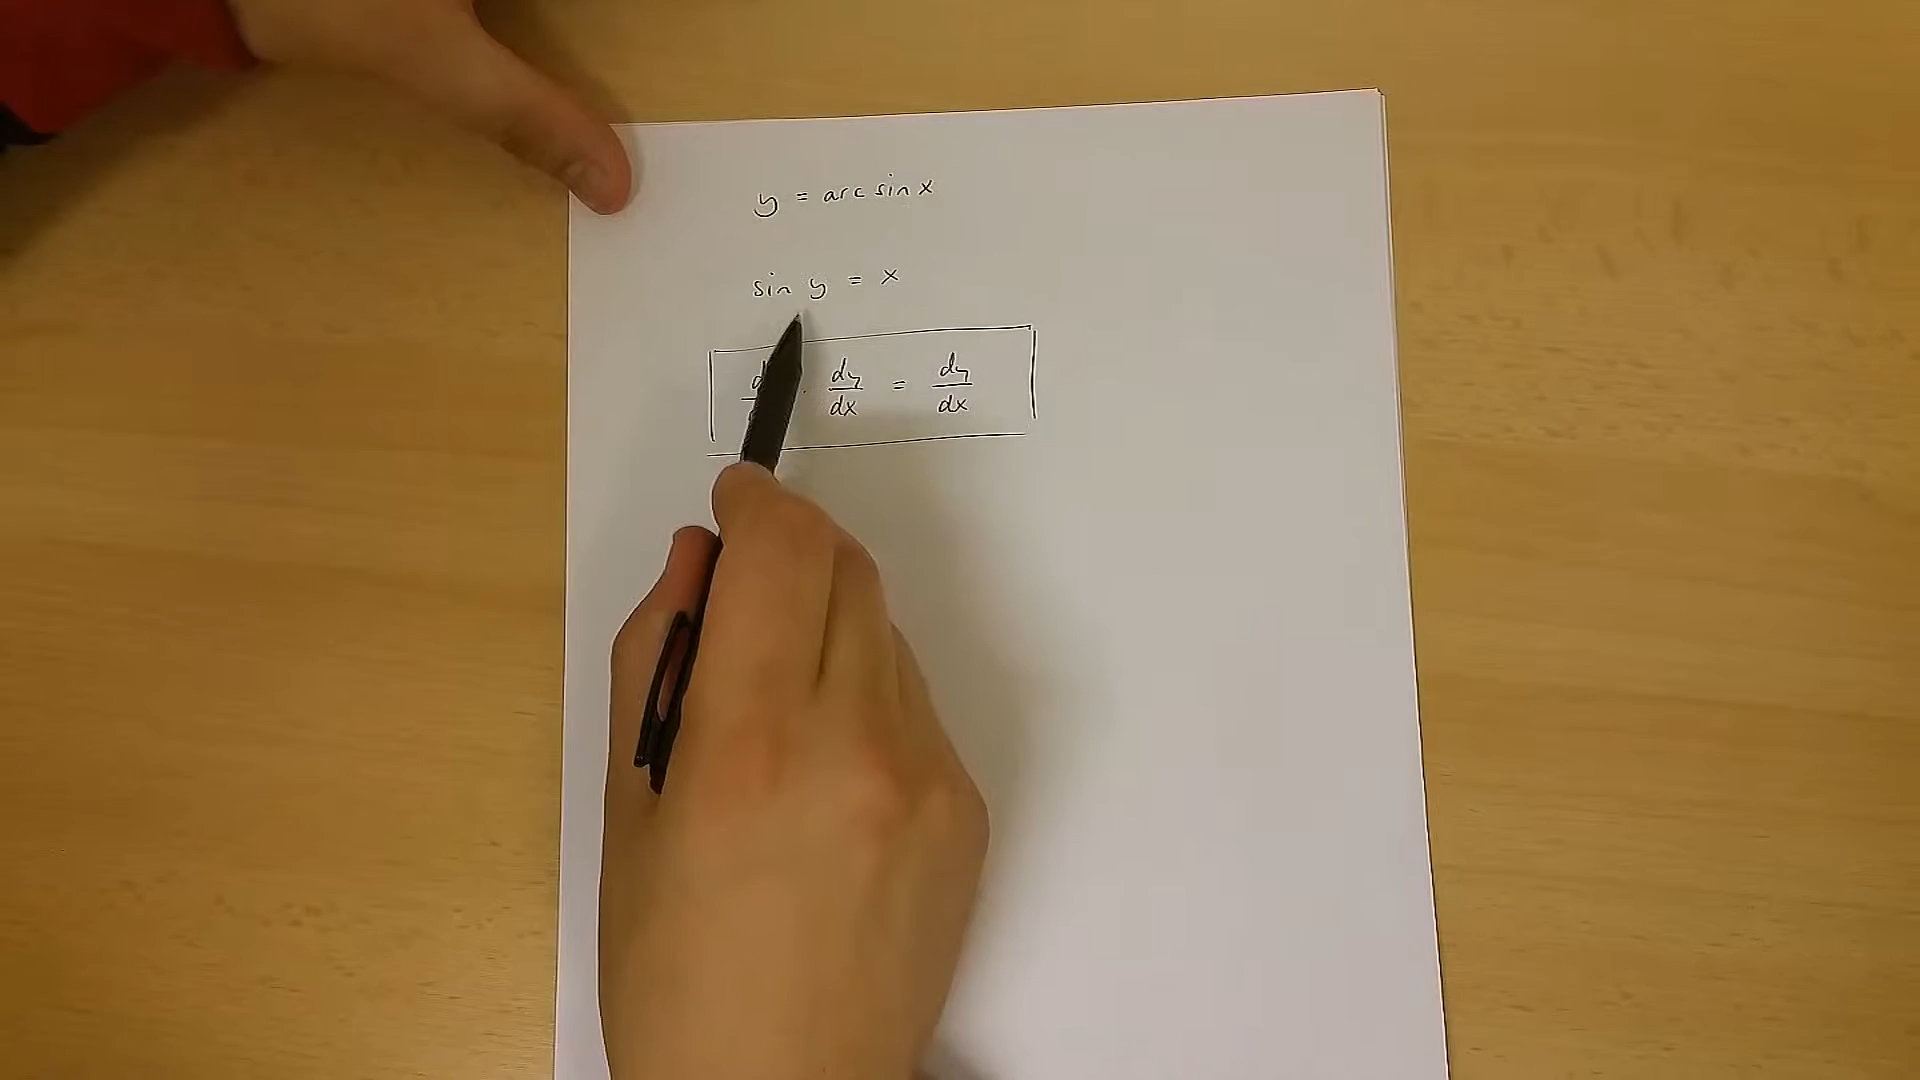 y = arc sin x
sin y = x
· dy/dx = dy/dx